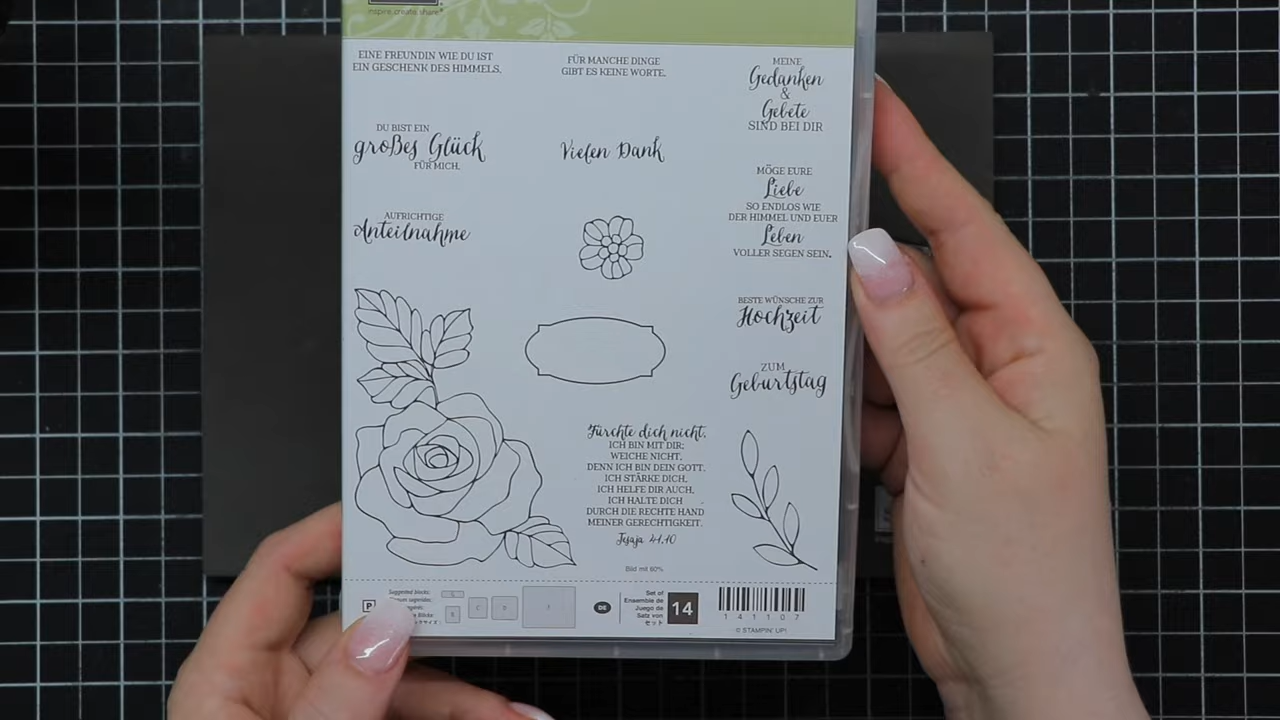 inspire. create. share.®
EINE FREUNDIN WIE DU IST
EIN GESCHENK DES HIMMELS.
FÜR MANCHE DINGE
GIBT ES KEINE WORTE.
MEINE
Gedanken
&
Gebete
SIND BEI DIR
DU BIST EIN
großes Glück
FÜR MICH.
Vielen Dank
MÖGE EURE
Liebe
SO ENDLOS WIE
DER HIMMEL UND EUER
Leben
VOLLER SEGEN SEIN.
AUFRICHTIGE
Anteilnahme
BESTE WÜNSCHE ZUR
Hochzeit
ZUM
Geburtstag
Fürchte dich nicht,
ICH BIN MIT DIR;
WEICHE NICHT,
DENN ICH BIN DEIN GOTT.
ICH STÄRKE DICH,
ICH HELFE DIR AUCH,
ICH HALTE DICH
DURCH DIE RECHTE HAND
MEINER GERECHTIGKEIT.
Jesaja 41,10
Bild mit 60%
Suggested blocks:
DE
Set of
Ensemble de
Juego de
Satz von
セット
14
141107
© STAMPIN' UP!